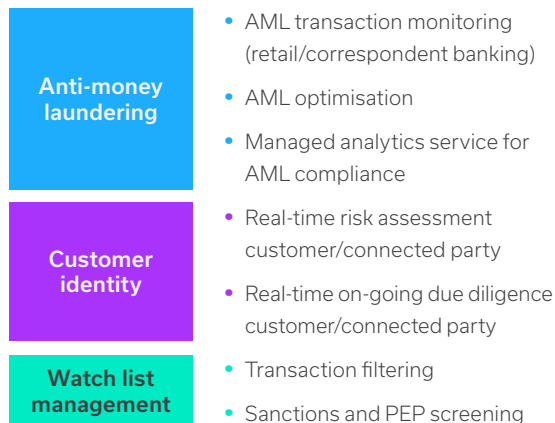 Anti-money
laundering
• AML transaction monitoring
(retail/correspondent banking)
• AML optimisation
• Managed analytics service for
AML compliance
Customer
identity
• Real-time risk assessment
customer/connected party
• Real-time on-going due diligence
customer/connected party
Watch list
management
• Transaction filtering
• Sanctions and PEP screening